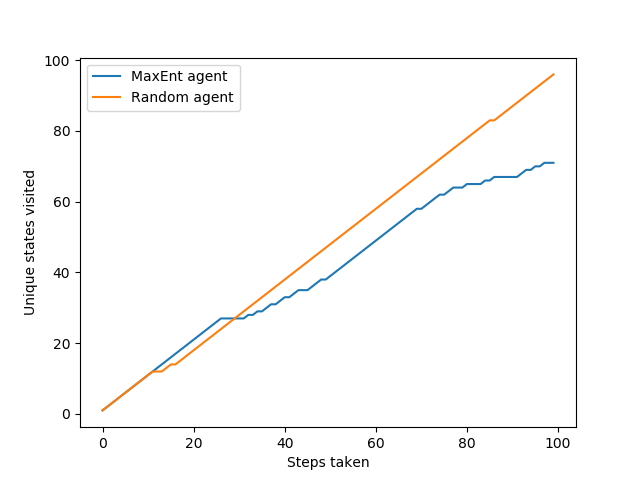 MaxEnt agent
Random agent
100
80
60
40
20
0
Unique states visited
0 20 40 60 80 100
Steps taken